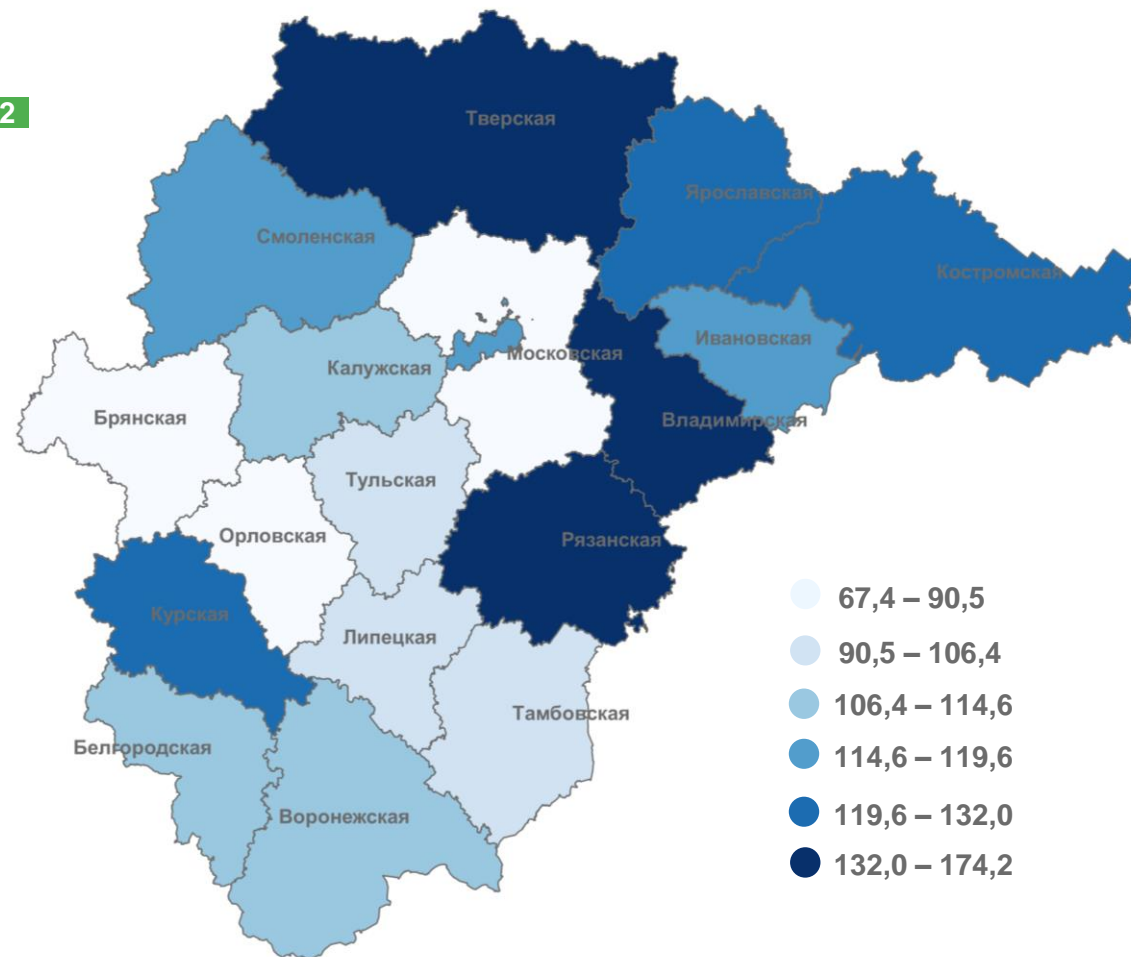 2
Тверская
Ярославская
Смоленская
Костромская
Ивановская
Московская
Калужская
Брянская
Владимирская
Тульская
Орловская
Рязанская
Курская
Липецкая
Тамбовская
Белгородская
Воронежская
67,4 – 90,5
90,5 – 106,4
106,4 – 114,6
114,6 – 119,6
119,6 – 132,0
132,0 – 174,2